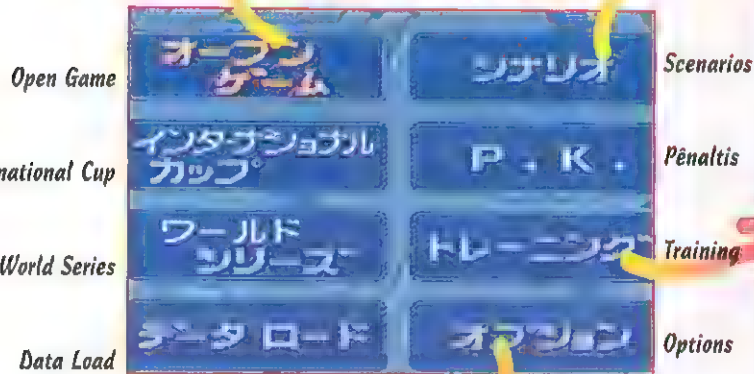 Open Game
オープン
ゲーム
シナリオ
Scenarios
national Cup
インターナショナル
カップ
P.K.
Pênaltis
World Series
ワールド
シリーズ
トレーニング
Training
Data Load
データロード
オプション
Options